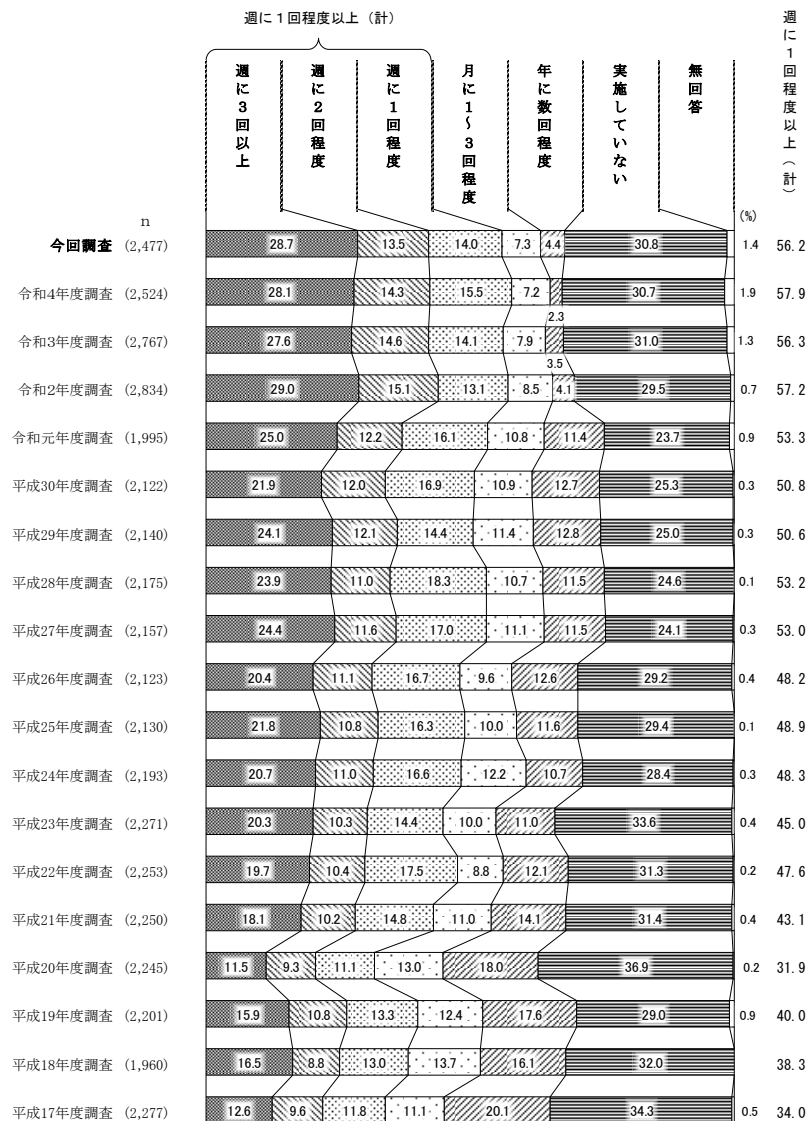 週に１回程度以上（計）
週に１回程度以上（計）
週に３回以上
週に２回程度
週に１回程度
月に１～３回程度
年に数回程度
実施していない
無回答
n
(%)
今回調査 (2,477) 28.7 13.5 14.0 7.3 4.4 30.8 1.4 56.2
令和4年度調査 (2,524) 28.1 14.3 15.5 7.2 30.7 1.9 57.9
2.3
令和3年度調査 (2,767) 27.6 14.6 14.1 7.9 31.0 1.3 56.3
3.5
令和2年度調査 (2,834) 29.0 15.1 13.1 8.5 4.1 29.5 0.7 57.2
令和元年度調査 (1,995) 25.0 12.2 16.1 10.8 11.4 23.7 0.9 53.3
平成30年度調査 (2,122) 21.9 12.0 16.9 10.9 12.7 25.3 0.3 50.8
平成29年度調査 (2,140) 24.1 12.1 14.4 11.4 12.8 25.0 0.3 50.6
平成28年度調査 (2,175) 23.9 11.0 18.3 10.7 11.5 24.6 0.1 53.2
平成27年度調査 (2,157) 24.4 11.6 17.0 11.1 11.5 24.1 0.3 53.0
平成26年度調査 (2,123) 20.4 11.1 16.7 9.6 12.6 29.2 0.4 48.2
平成25年度調査 (2,130) 21.8 10.8 16.3 10.0 11.6 29.4 0.1 48.9
平成24年度調査 (2,193) 20.7 11.0 16.6 12.2 10.7 28.4 0.3 48.3
平成23年度調査 (2,271) 20.3 10.3 14.4 10.0 11.0 33.6 0.4 45.0
平成22年度調査 (2,253) 19.7 10.4 17.5 8.8 12.1 31.3 0.2 47.6
平成21年度調査 (2,250) 18.1 10.2 14.8 11.0 14.1 31.4 0.4 43.1
平成20年度調査 (2,245) 11.5 9.3 11.1 13.0 18.0 36.9 0.2 31.9
平成19年度調査 (2,201) 15.9 10.8 13.3 12.4 17.6 29.0 0.9 40.0
平成18年度調査 (1,960) 16.5 8.8 13.0 13.7 16.1 32.0 38.3
平成17年度調査 (2,277) 12.6 9.6 11.8 11.1 20.1 34.3 0.5 34.0